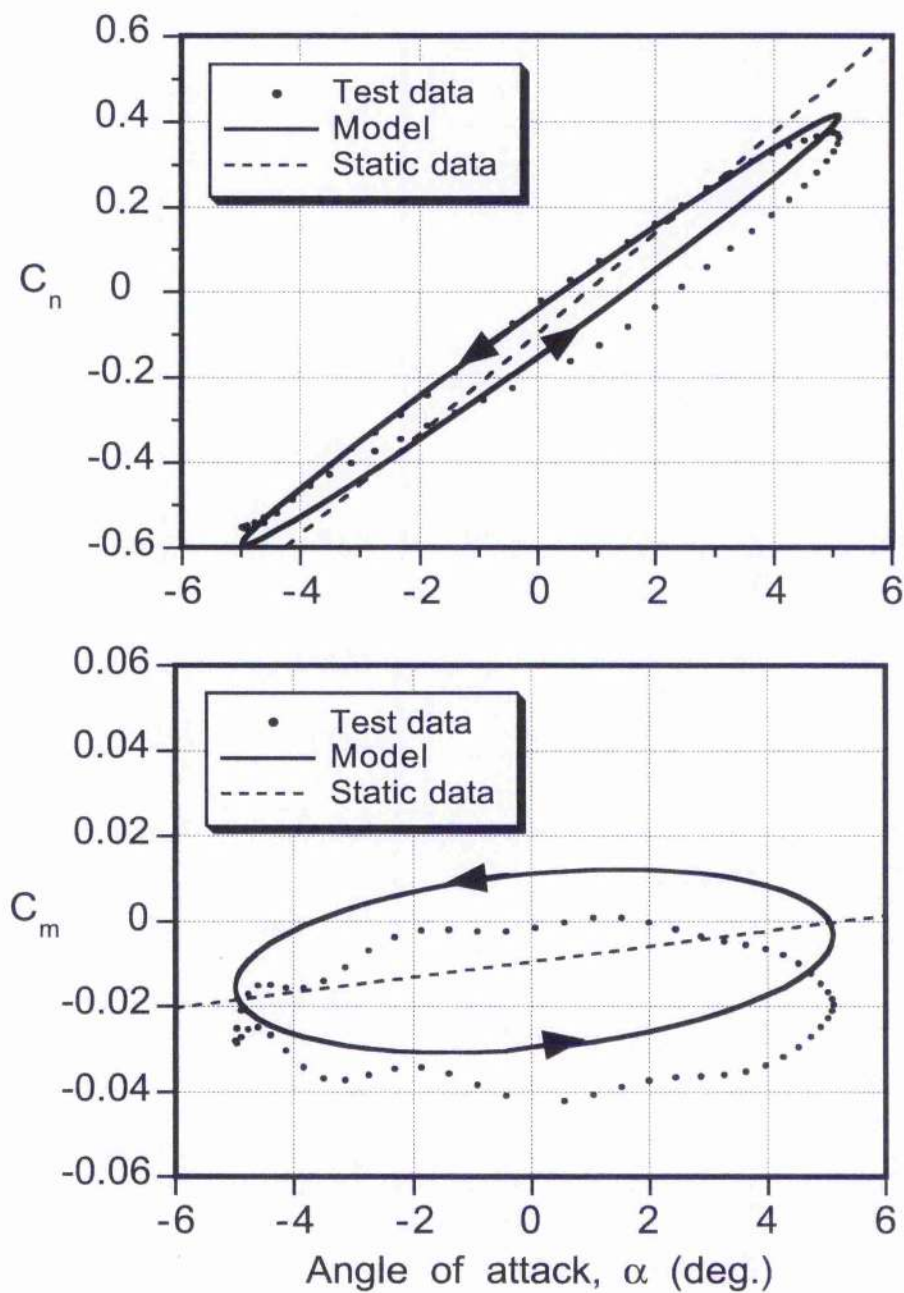 0.6
0.4
0.2
0
-0.2
-0.4
-0.6
C_n
Test data
Model
Static data
-6 -4 -2 0 2 4 6
0.06
0.04
0.02
0
-0.02
-0.04
-0.06
C_m
Test data
Model
Static data
-6 -4 -2 0 2 4 6
Angle of attack, α (deg.)